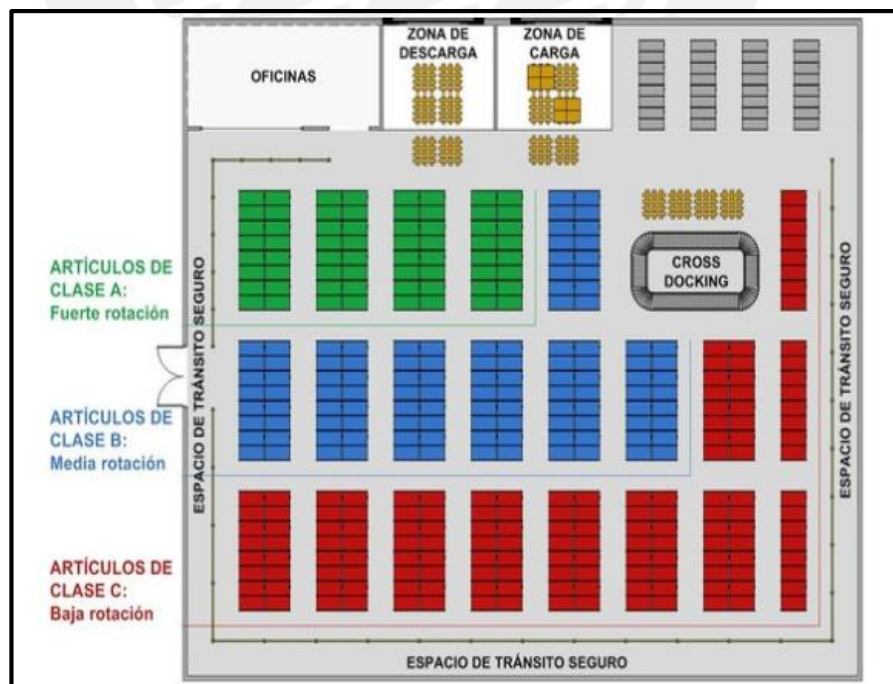 OFICINAS
ZONA DE
DESCARGA
ZONA DE
CARGA
ARTÍCULOS DE
CLASE A:
Fuerte rotación
CROSS
DOCKING
ESPACIO DE TRÁNSITO SEGURO
ESPACIO DE TRÁNSITO SEGURO
ARTÍCULOS DE
CLASE B:
Media rotación
ARTÍCULOS DE
CLASE C:
Baja rotación
ESPACIO DE TRÁNSITO SEGURO